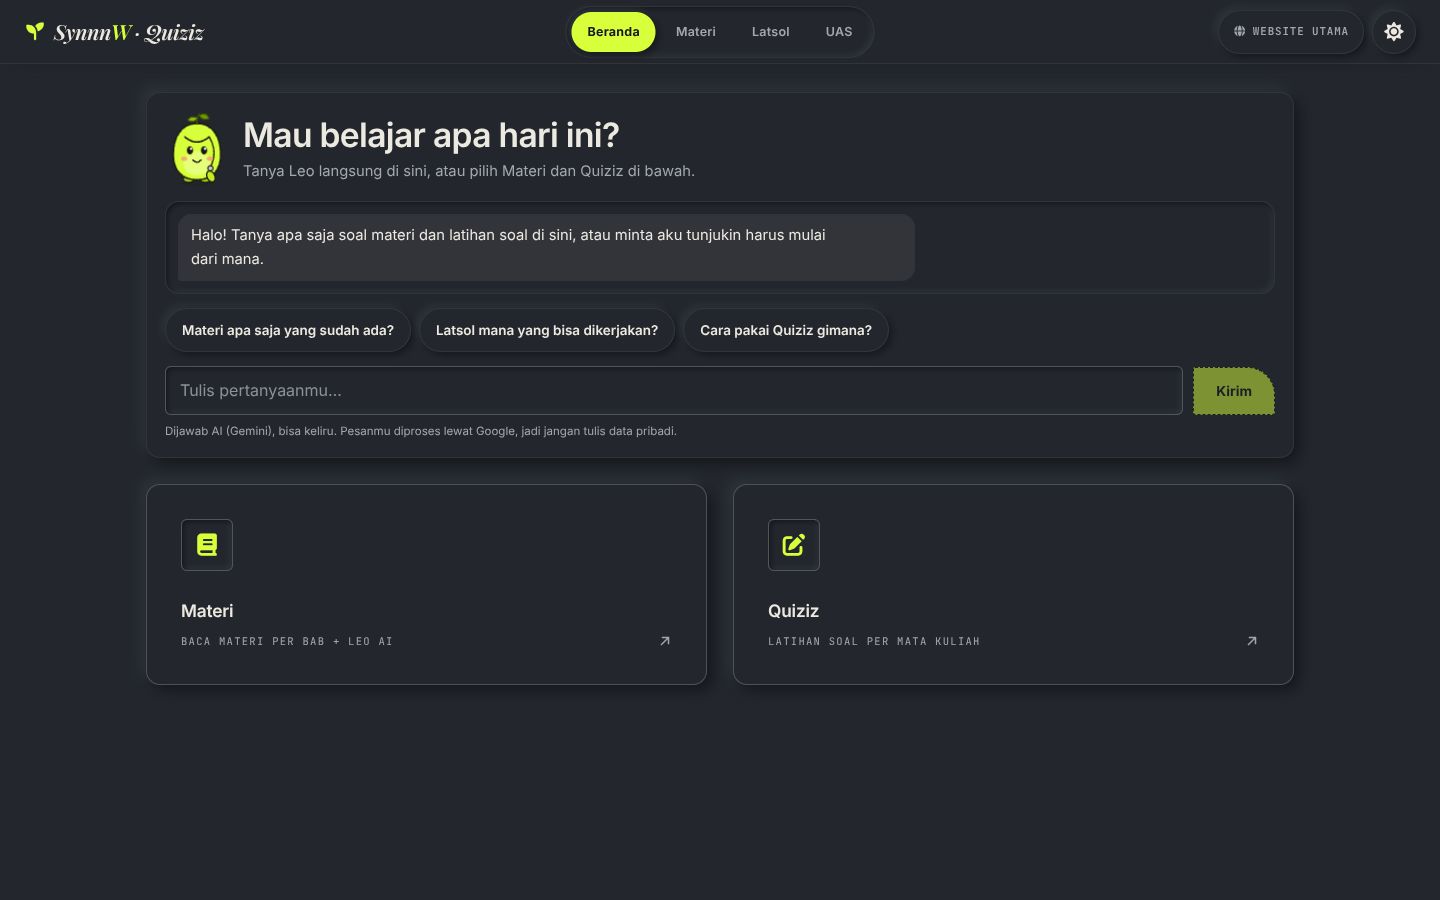 SynnnW · Quiziz
Beranda
Materi
Latsol
UAS
WEBSITE UTAMA
Mau belajar apa hari ini?
Tanya Leo langsung di sini, atau pilih Materi dan Quiziz di bawah.
Halo! Tanya apa saja soal materi dan latihan soal di sini, atau minta aku tunjukin harus mulai
dari mana.
Materi apa saja yang sudah ada?
Latsol mana yang bisa dikerjakan?
Cara pakai Quiziz gimana?
Tulis pertanyaanmu...
Kirim
Dijawab AI (Gemini), bisa keliru. Pesanmu diproses lewat Google, jadi jangan tulis data pribadi.
Materi
BACA MATERI PER BAB + LEO AI
Quiziz
LATIHAN SOAL PER MATA KULIAH